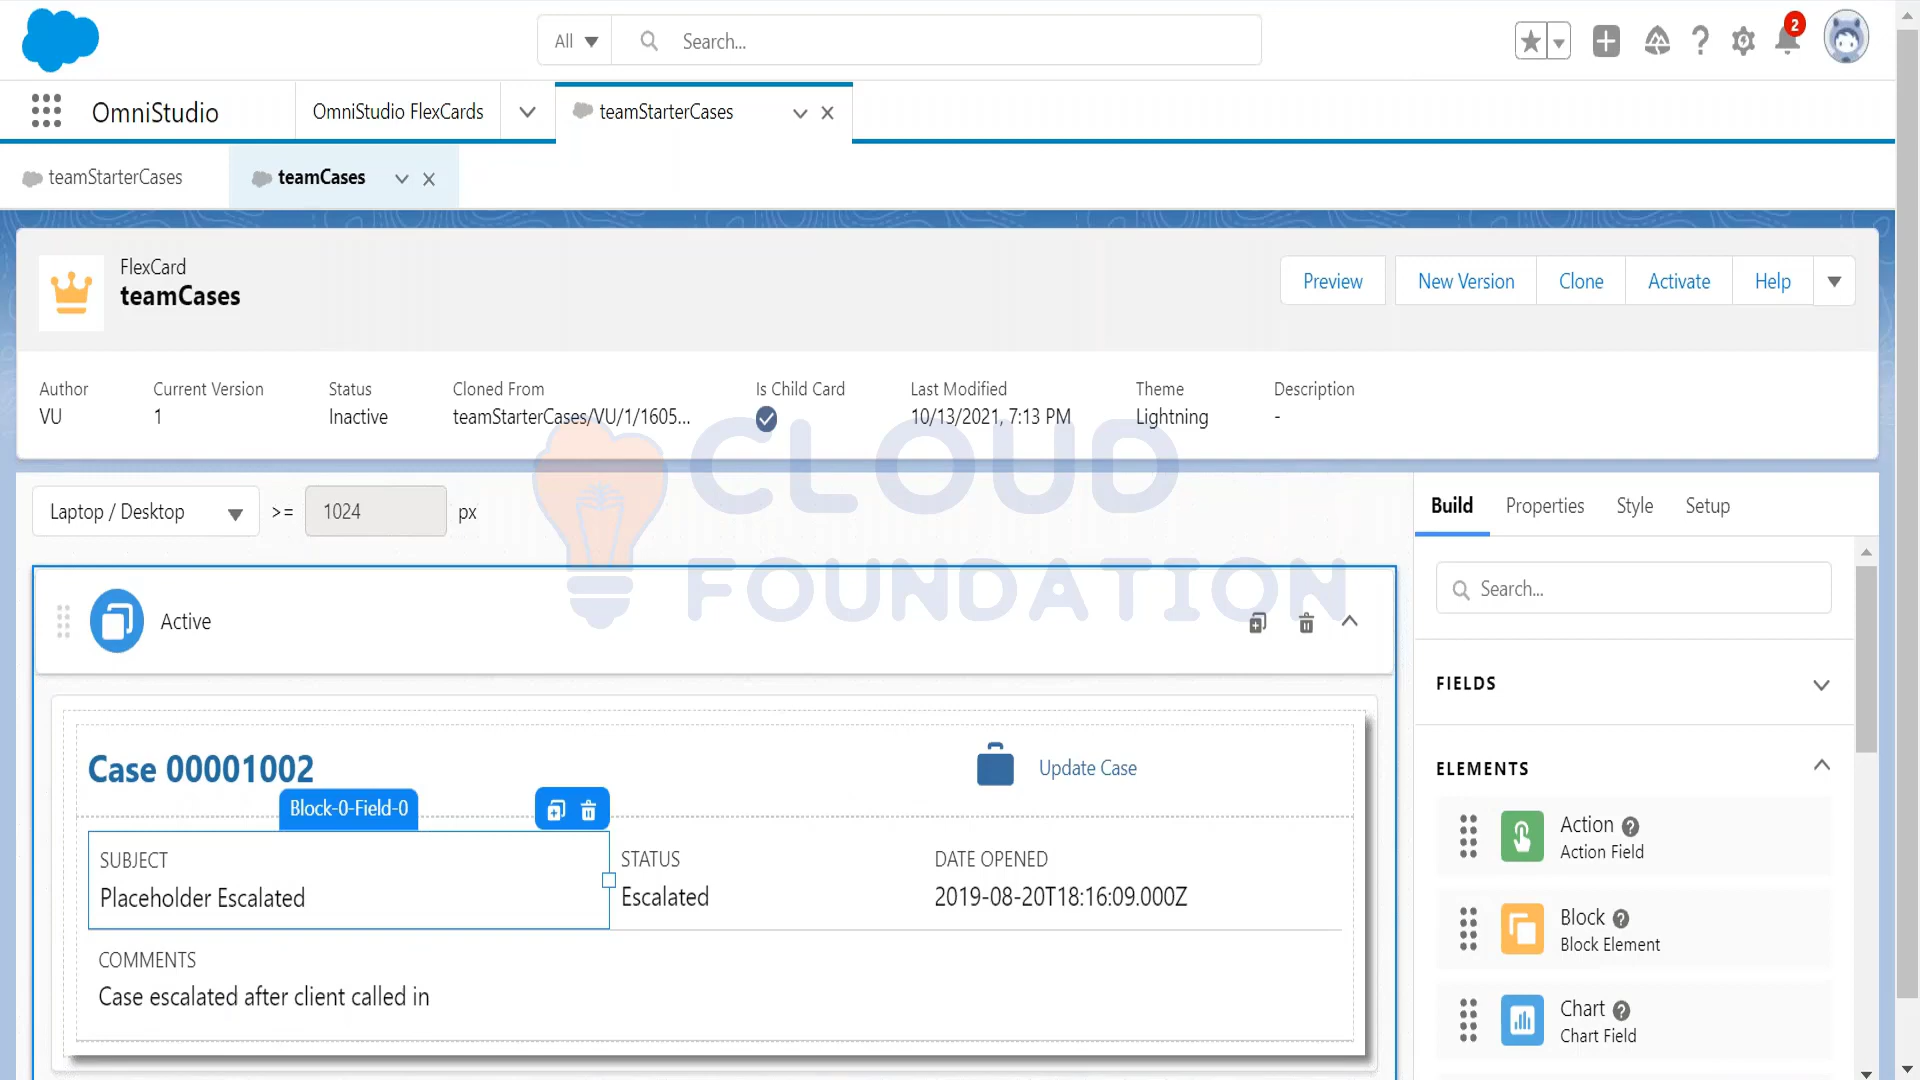 All
Search...
2
OmniStudio
OmniStudio FlexCards
teamStarterCases
teamStarterCases
teamCases
FlexCard
teamCases
Preview
New Version
Clone
Activate
Help
Author
Current Version
Status
Cloned From
Is Child Card
Last Modified
Theme
Description
VU
1
Inactive
teamStarterCases/VU/1/1605...
10/13/2021, 7:13 PM
Lightning
-
CLOUD
FOUNDATION
Laptop / Desktop
>=
1024
px
Build
Properties
Style
Setup
Search...
Active
FIELDS
Case 00001002
Update Case
ELEMENTS
Block-0-Field-0
SUBJECT
STATUS
DATE OPENED
Placeholder Escalated
Escalated
2019-08-20T18:16:09.000Z
COMMENTS
Case escalated after client called in
Action
Action Field
Block
Block Element
Chart
Chart Field